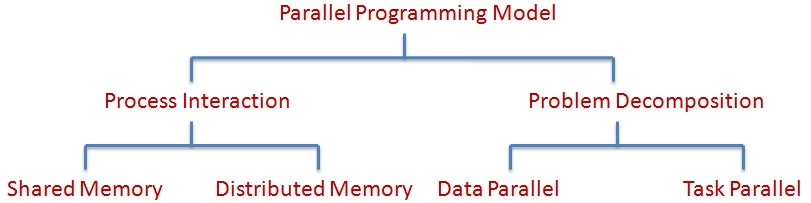 Parallel Programming Model
Process Interaction
Problem Decomposition
Shared Memory
Distributed Memory
Data Parallel
Task Parallel